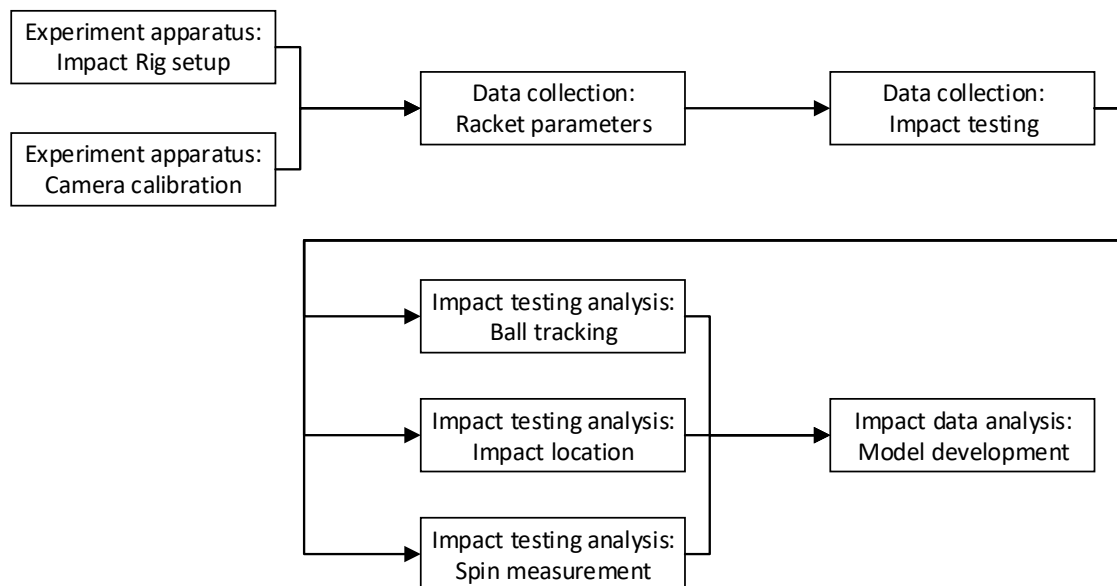 Experiment apparatus:
Impact Rig setup
Experiment apparatus:
Camera calibration
Data collection:
Racket parameters
Data collection:
Impact testing
Impact testing analysis:
Ball tracking
Impact testing analysis:
Impact location
Impact testing analysis:
Spin measurement
Impact data analysis:
Model development